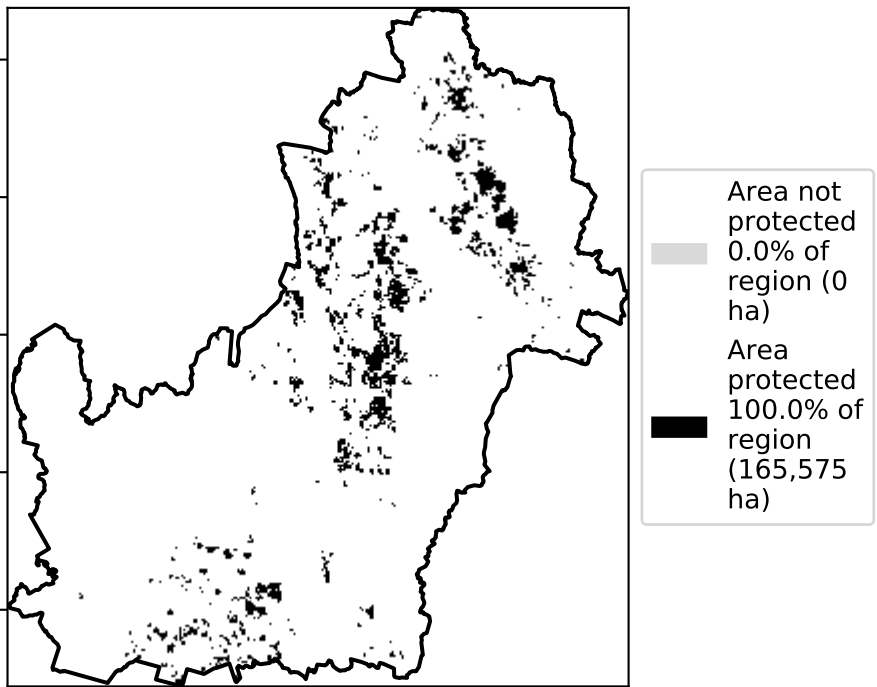 Area not
protected
0.0% of
region (0
ha)
Area
protected
100.0% of
region
(165,575
ha)